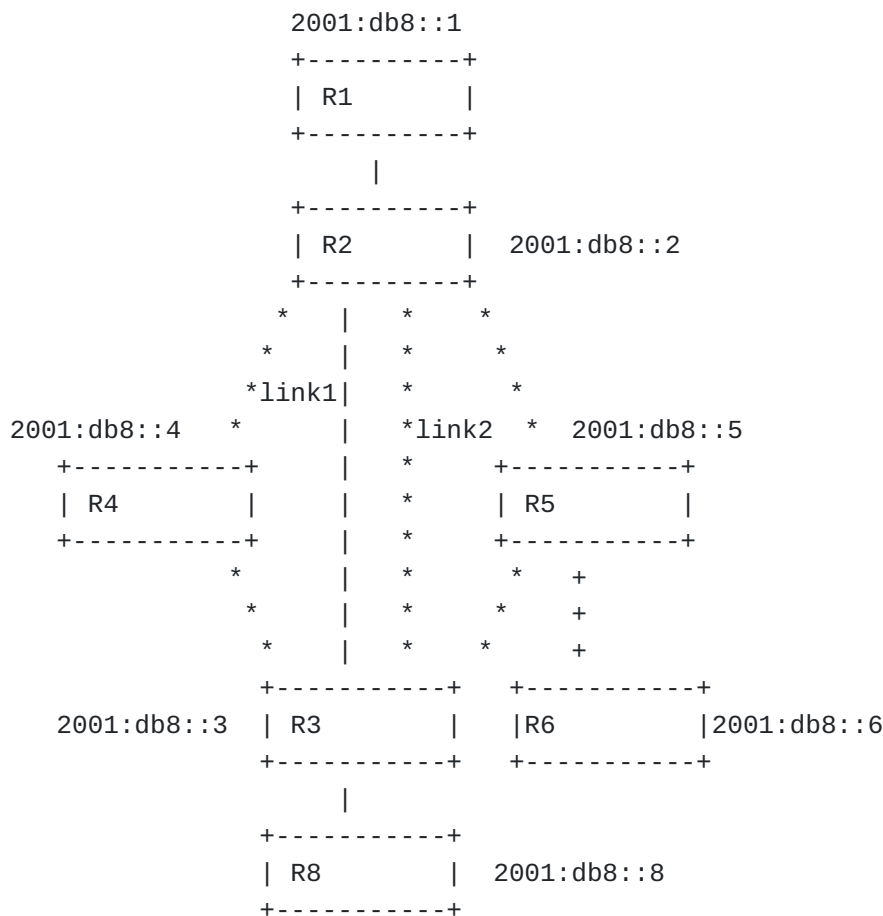 2001:db8::1
                  +----------+
                  | R1       |
                  +----------+
                       |
                  +----------+
                  | R2       |  2001:db8::2
                  +----------+
                 *   |   *    *
                *    |   *     *
               *link1|   *      *
2001:db8::4   *      |   *link2  *  2001:db8::5
   +-----------+     |   *     +-----------+
   | R4        |     |   *     | R5        |
   +-----------+     |   *     +-----------+
              *      |   *      *   +
               *     |   *     *    +
                *    |   *    *     +
                +-----------+   +-----------+
   2001:db8::3  | R3        |   |R6         |2001:db8::6
                +-----------+   +-----------+
                     |
                +-----------+
                | R8        |  2001:db8::8
                +-----------+